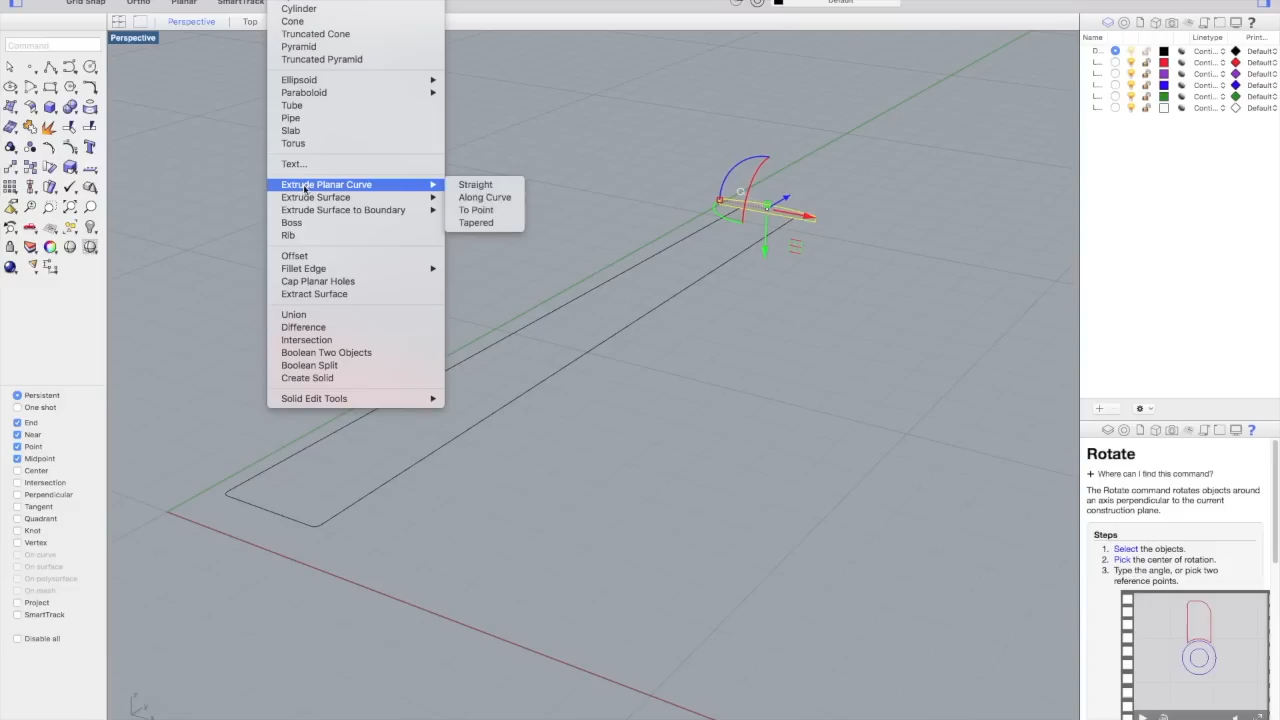 Grid Snap Ortho Planar SmartTrack Default
Perspective Top
Perspective
Command
Cylinder
Cone
Truncated Cone
Pyramid
Truncated Pyramid
Ellipsoid
Paraboloid
Tube
Pipe
Slab
Torus
Text...
Extrude Planar Curve
Extrude Surface
Extrude Surface to Boundary
Boss
Rib
Offset
Fillet Edge
Cap Planar Holes
Extract Surface
Union
Difference
Intersection
Boolean Two Objects
Boolean Split
Create Solid
Solid Edit Tools
Straight
Along Curve
To Point
Tapered
Persistent
One shot
End
Near
Point
Midpoint
Center
Intersection
Perpendicular
Tangent
Quadrant
Knot
Vertex
On curve
On surface
On polysurface
On mesh
Project
SmartTrack
Disable all
Name Linetype Print...
D... Conti... Default
L... Conti... Default
L... Conti... Default
L... Conti... Default
L... Conti... Default
L... Conti... Default
Rotate
+ Where can I find this command?
The Rotate command rotates objects around
an axis perpendicular to the current
construction plane.
Steps
1. Select the objects.
2. Pick the center of rotation.
3. Type the angle, or pick two
reference points.